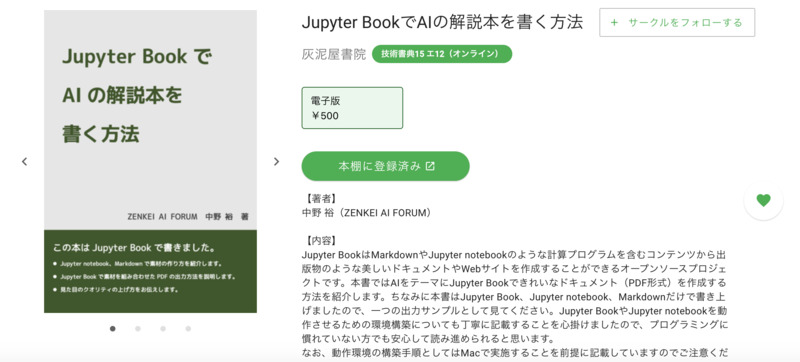 Jupyter Book で
AI の解説本を
書く方法
ZENKEI AI FORUM 中野 裕 著
この本は Jupyter Book で書きました。
● Jupyter notebook、Markdown で素材の作り方を紹介します。
● Jupyter Book で素材を組み合わせた PDF の出力方法を説明します。
● 見た目のクオリティの上げ方をお伝えします。
Jupyter BookでAIの解説本を書く方法
+ サークルをフォローする
灰泥屋書院 技術書典15 エ12（オンライン）
電子版
￥500
本棚に登録済み
【著者】
中野 裕（ZENKEI AI FORUM）
【内容】
Jupyter BookはMarkdownやJupyter notebookのような計算プログラムを含むコンテンツから出
版物のような美しいドキュメントやWebサイトを作成することができるオープンソースプロジェ
クトです。本書ではAIをテーマにJupyter Bookできれいなドキュメント（PDF形式）を作成する
方法を紹介します。ちなみに本書はJupyter Book、Jupyter notebook、Markdownだけで書き上
げましたので、一つの出力サンプルとして見てください。Jupyter BookやJupyter notebookを動
作させるための環境構築についても丁寧に記載することを心掛けましたので、プログラミングに
慣れていない方でも安心して読み進められると思います。
なお、動作環境の構築手順としてはMacで実施することを前提に記載していますのでご注意くだ